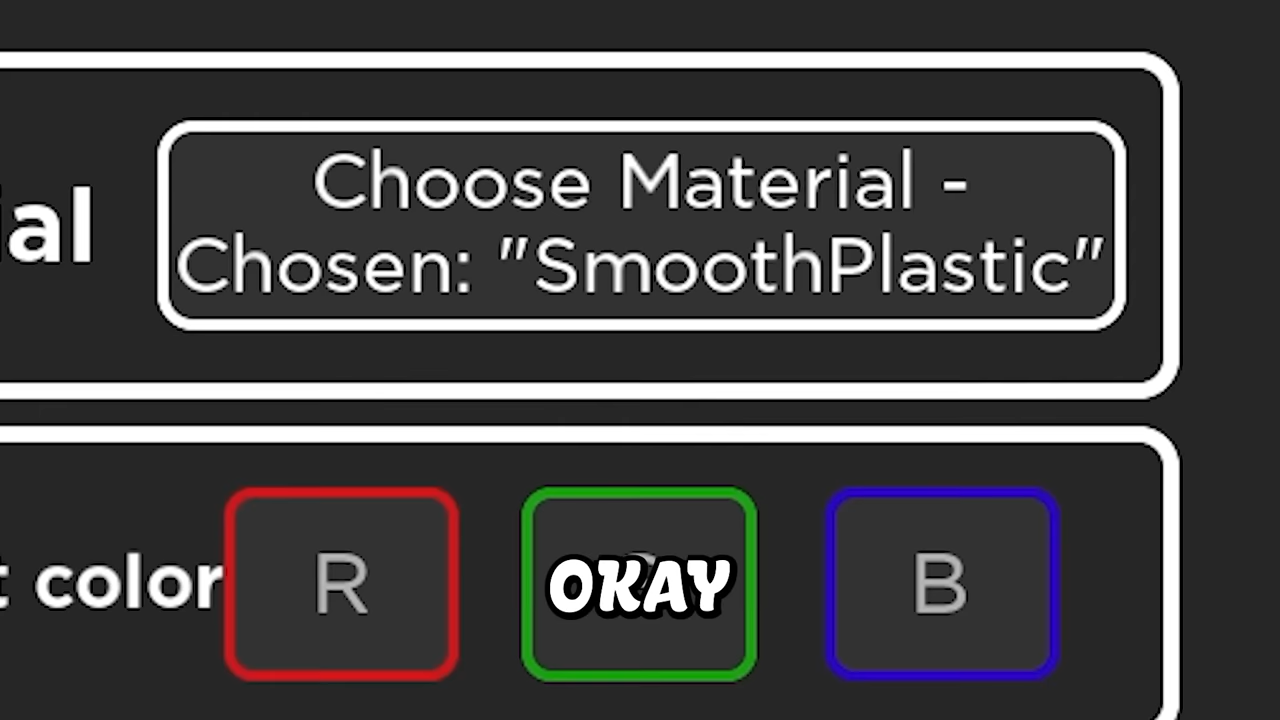 ial
Choose Material -
Chosen: "SmoothPlastic"
t color
R
OKAY
B